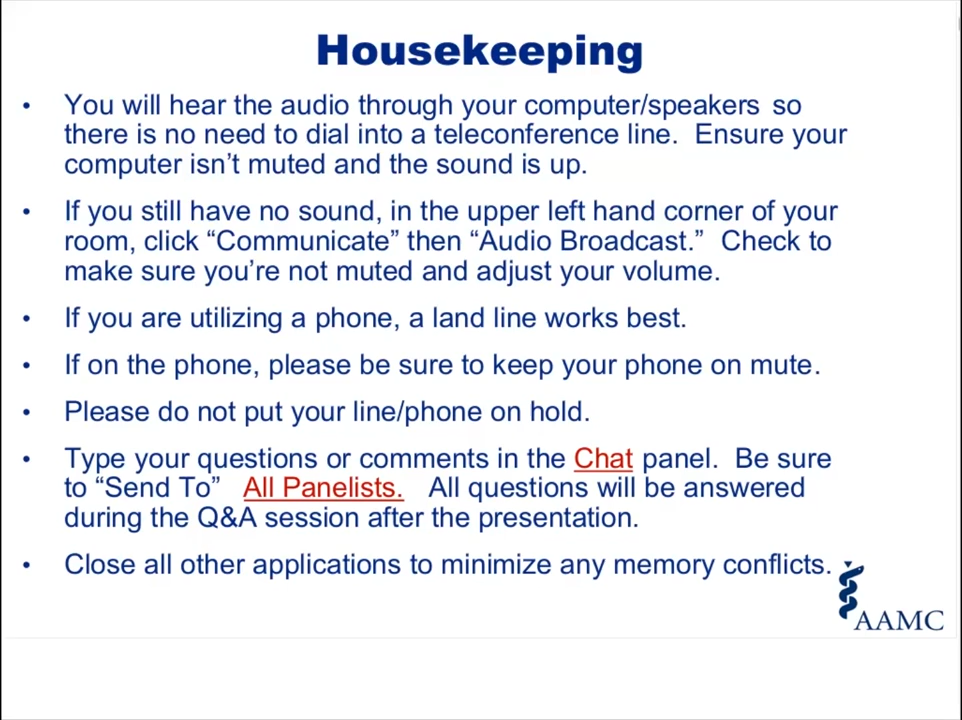 Housekeeping
• You will hear the audio through your computer/speakers so
there is no need to dial into a teleconference line. Ensure your
computer isn't muted and the sound is up.
• If you still have no sound, in the upper left hand corner of your
room, click “Communicate” then “Audio Broadcast.” Check to
make sure you're not muted and adjust your volume.
• If you are utilizing a phone, a land line works best.
• If on the phone, please be sure to keep your phone on mute.
• Please do not put your line/phone on hold.
• Type your questions or comments in the Chat panel. Be sure
to “Send To” All Panelists. All questions will be answered
during the Q&A session after the presentation.
• Close all other applications to minimize any memory conflicts.
AAMC